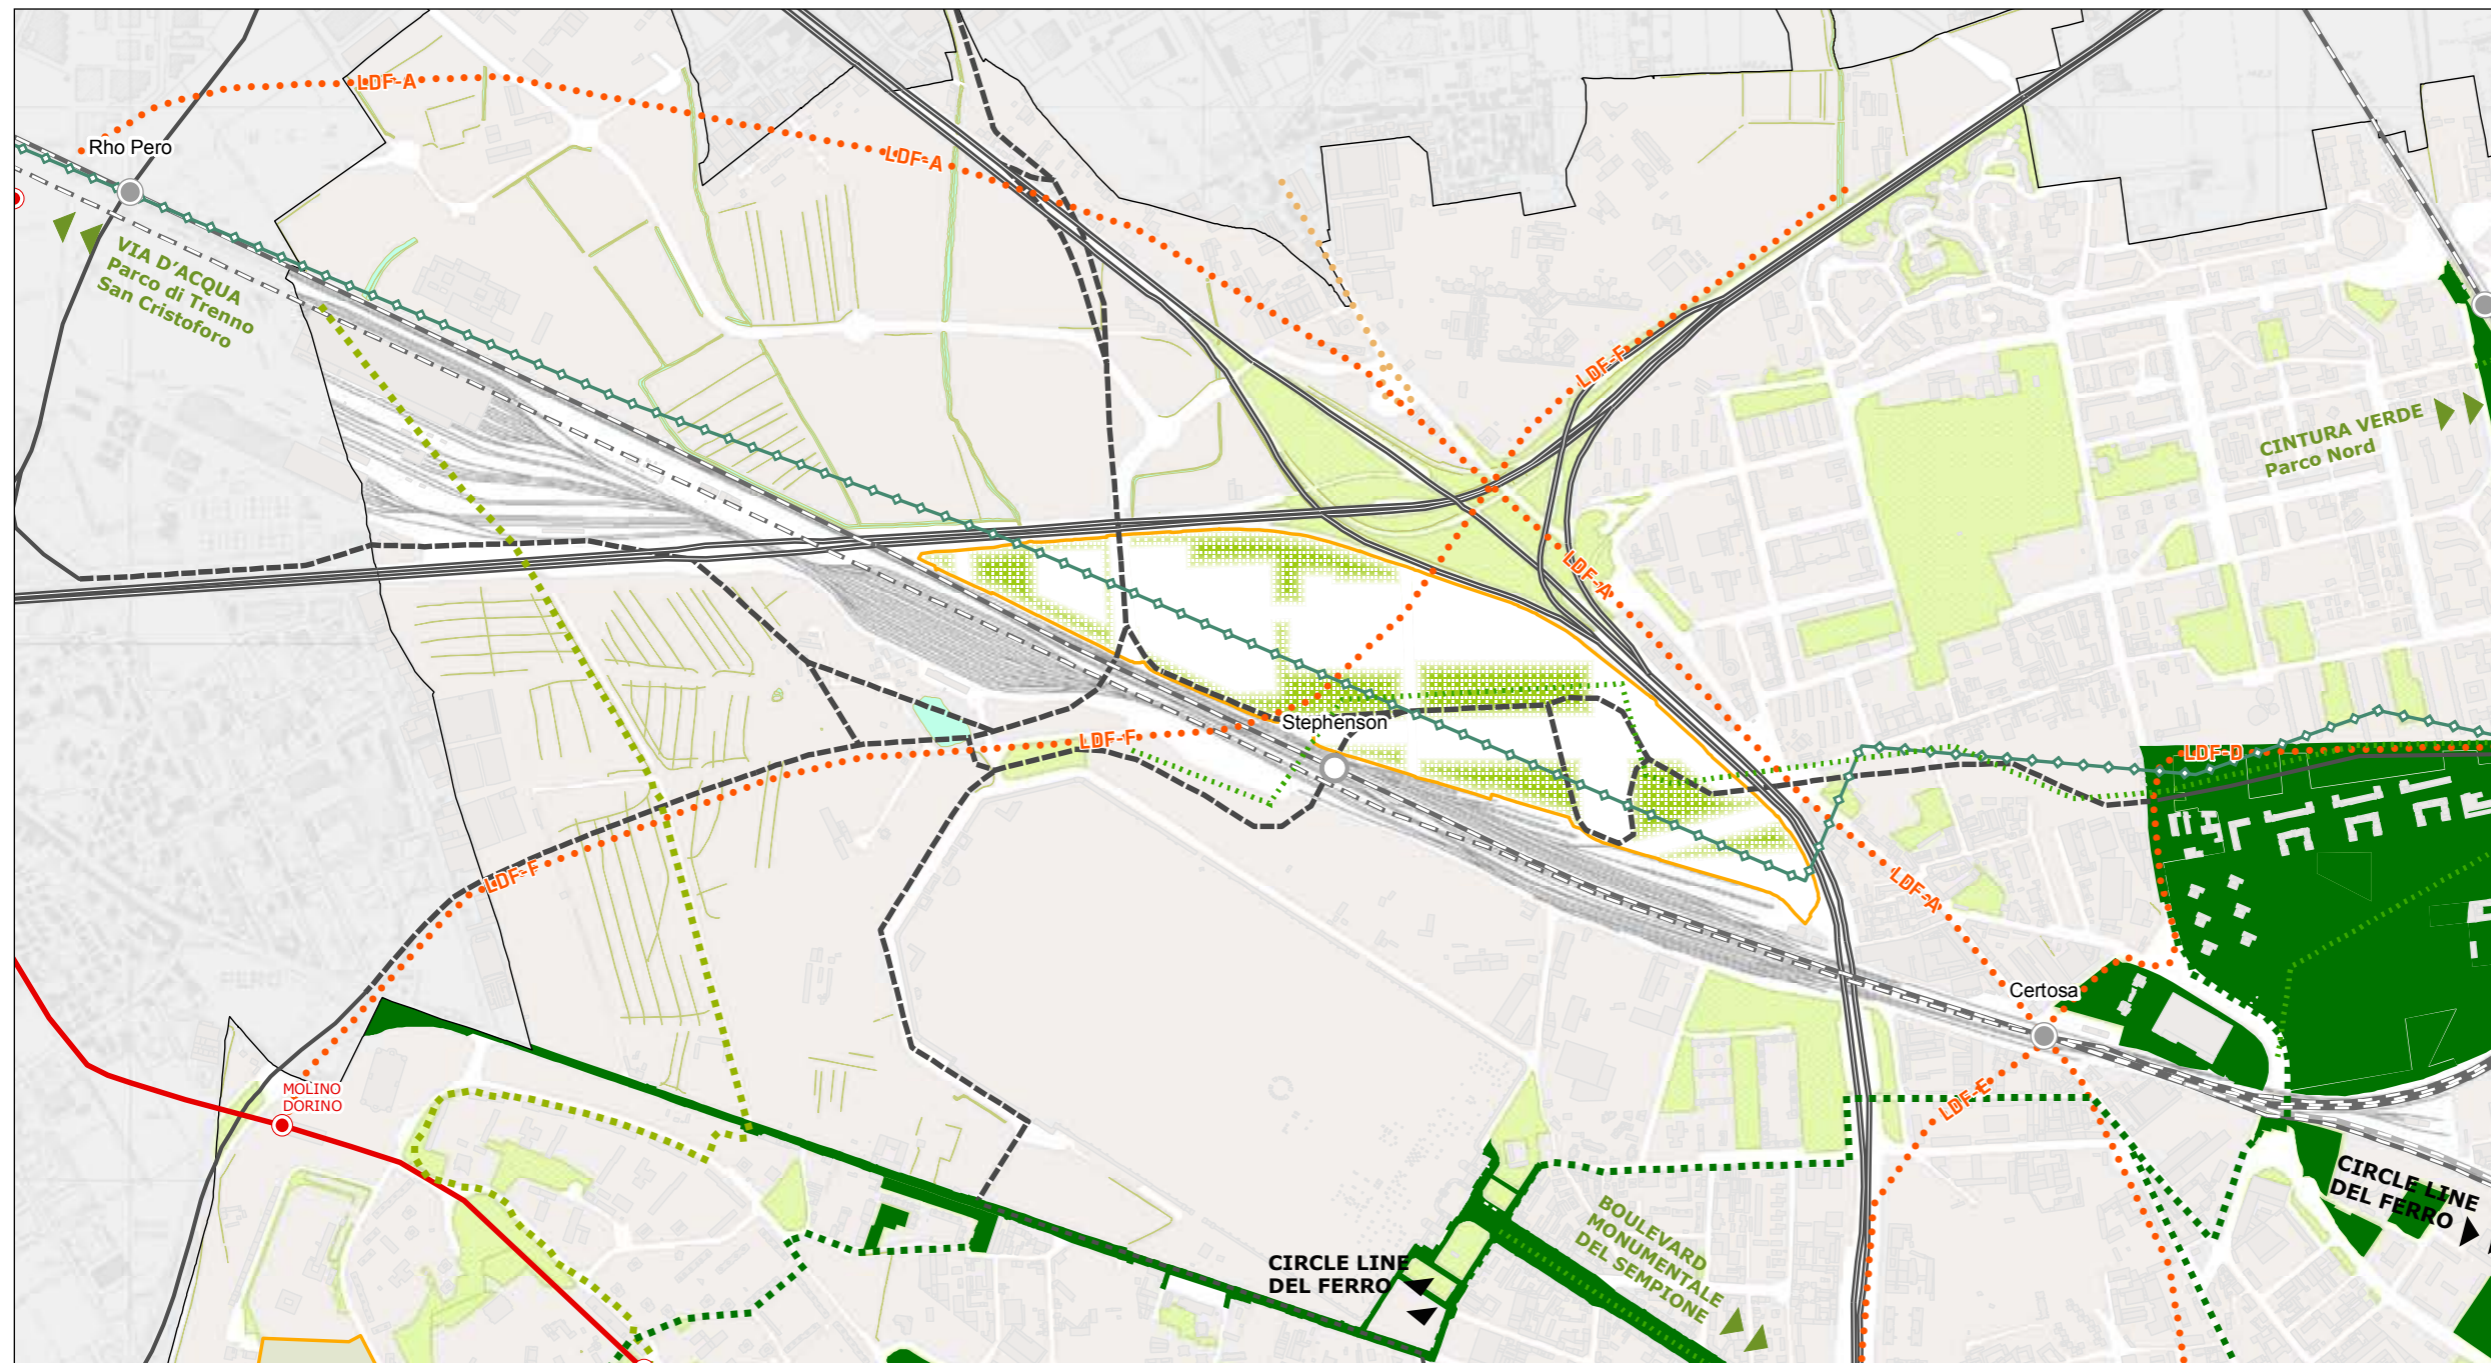 LDF-A
Rho Pero
LDF-A
VIA D'ACQUA
Parco di Trenno
San Cristoforo
LDF-F
CINTURA VERDE
Parco Nord
LDF-A
Stephenson
LDF-F
LDF-D
LDF-F
LDF-A
Certosa
MOLINO
DORINO
LDF-E
CIRCLE LINE
DEL FERRO
BOULEVARD
MONUMENTALE
DEL SEMPIONE
CIRCLE LINE
DEL FERRO